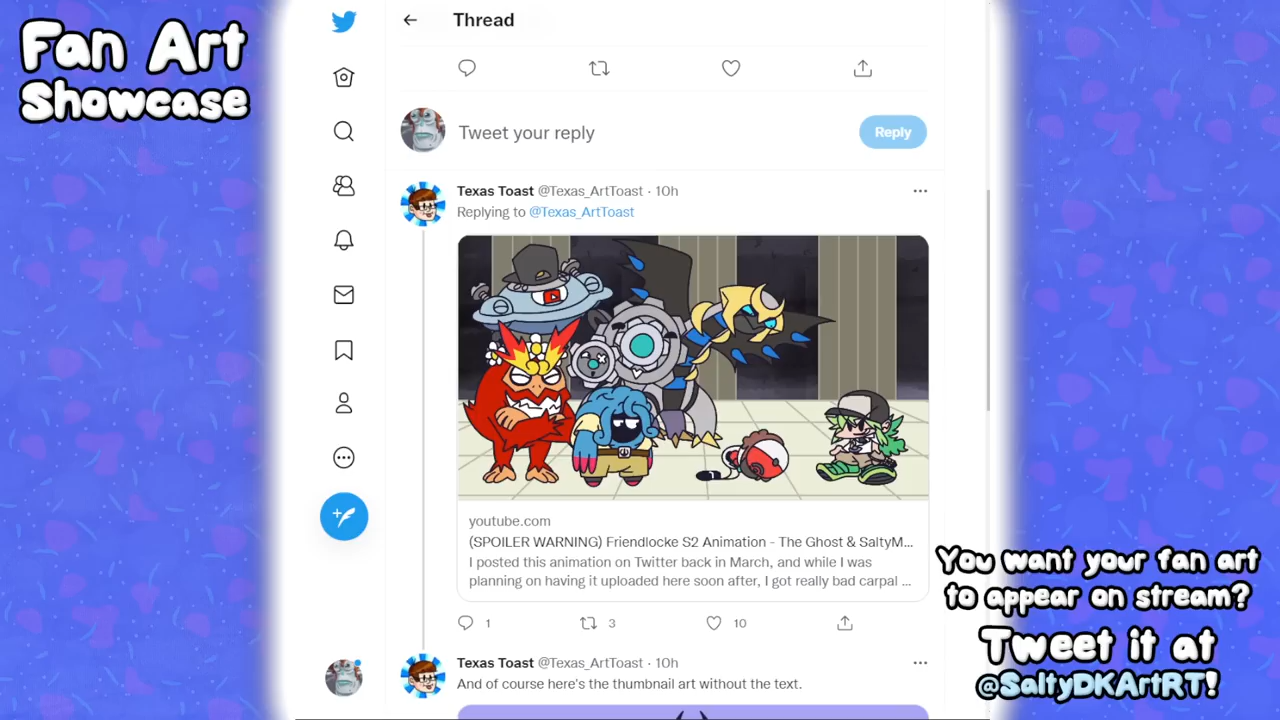 Fan Art
Showcase
Thread
Tweet your reply
Reply
Texas Toast @Texas_ArtToast · 10h
Replying to @Texas_ArtToast
youtube.com
(SPOILER WARNING) Friendlocke S2 Animation - The Ghost & SaltyM...
I posted this animation on Twitter back in March, and while I was
planning on having it uploaded here soon after, I got really bad carpal ...
1
3
10
Texas Toast @Texas_ArtToast · 10h
And of course here's the thumbnail art without the text.
You want your fan art
to appear on stream?
Tweet it at
@SaltyDKArtRT!